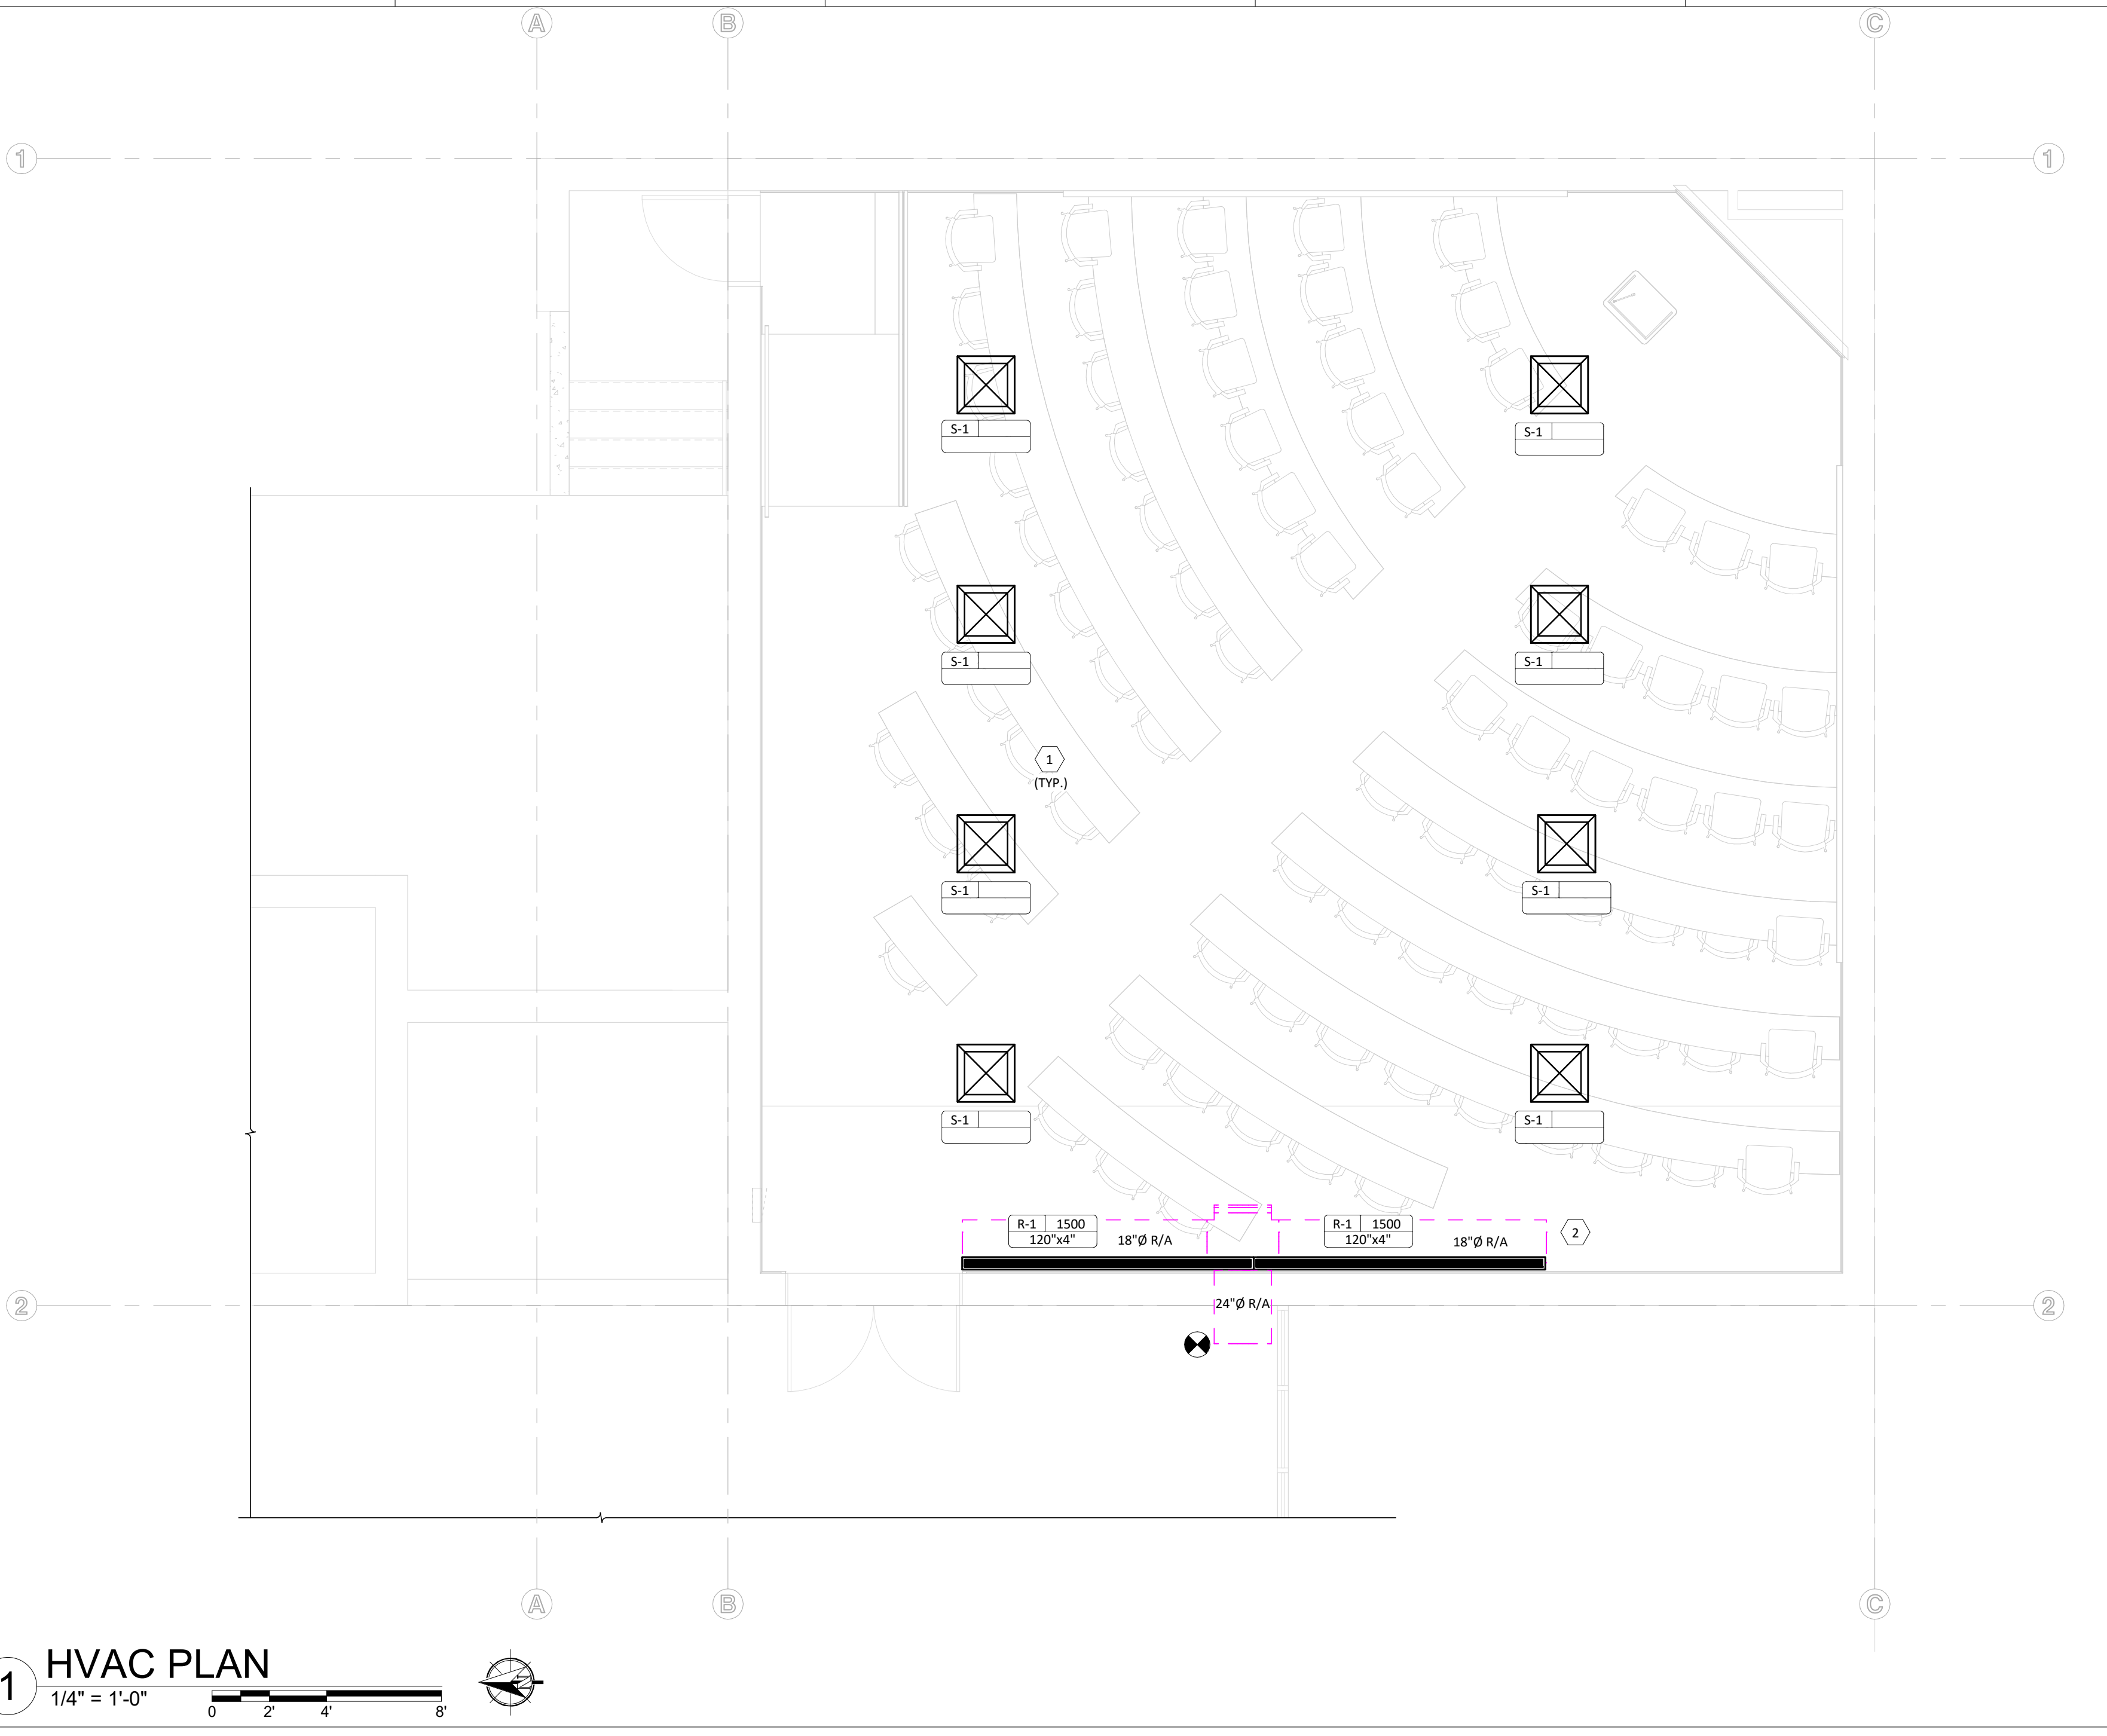 A
B
C
1
1
S-1
S-1
S-1
S-1
1
(TYP.)
S-1
S-1
S-1
S-1
R-1 1500
120"x4"
18"Ø R/A
R-1 1500
120"x4"
18"Ø R/A
2
2
24"Ø R/A
2
A
B
C
1
HVAC PLAN
1/4" = 1'-0"
0 2' 4' 8'
N